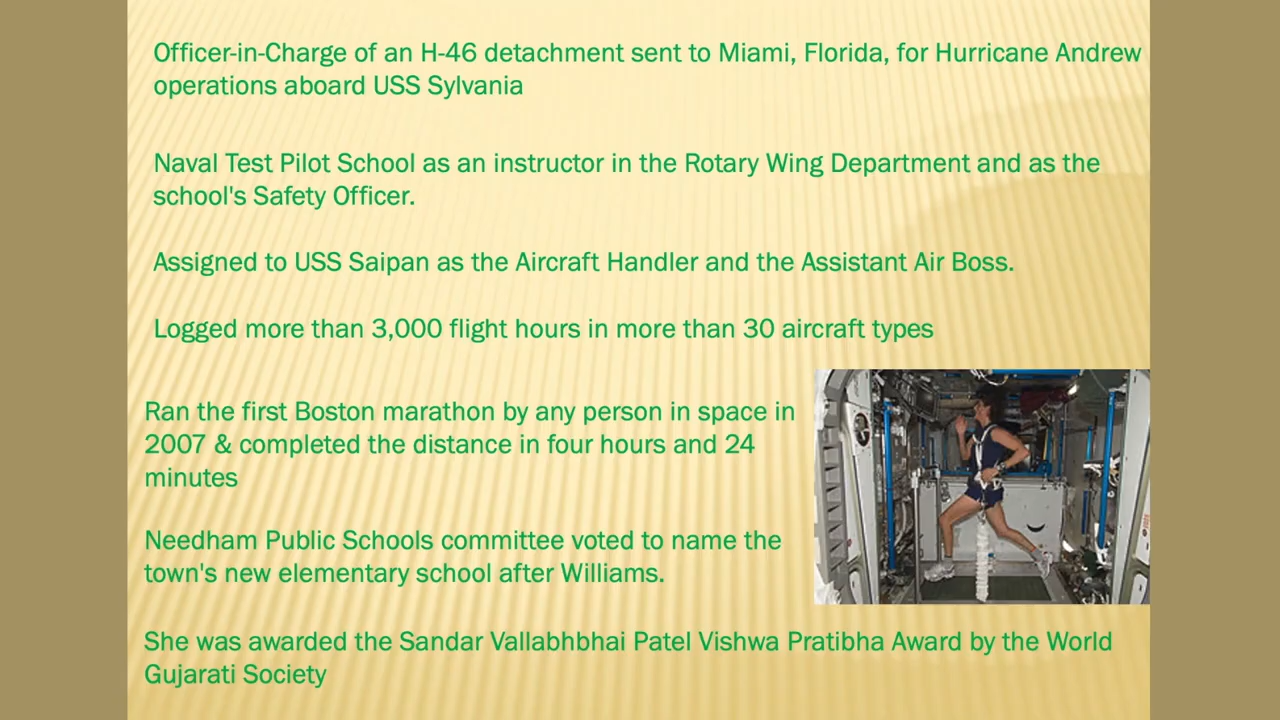 Officer-in-Charge of an H-46 detachment sent to Miami, Florida, for Hurricane Andrew
operations aboard USS Sylvania
Naval Test Pilot School as an instructor in the Rotary Wing Department and as the
school's Safety Officer.
Assigned to USS Saipan as the Aircraft Handler and the Assistant Air Boss.
Logged more than 3,000 flight hours in more than 30 aircraft types
Ran the first Boston marathon by any person in space in
2007 & completed the distance in four hours and 24
minutes
Needham Public Schools committee voted to name the
town's new elementary school after Williams.
She was awarded the Sandar Vallabhbhai Patel Vishwa Pratibha Award by the World
Gujarati Society